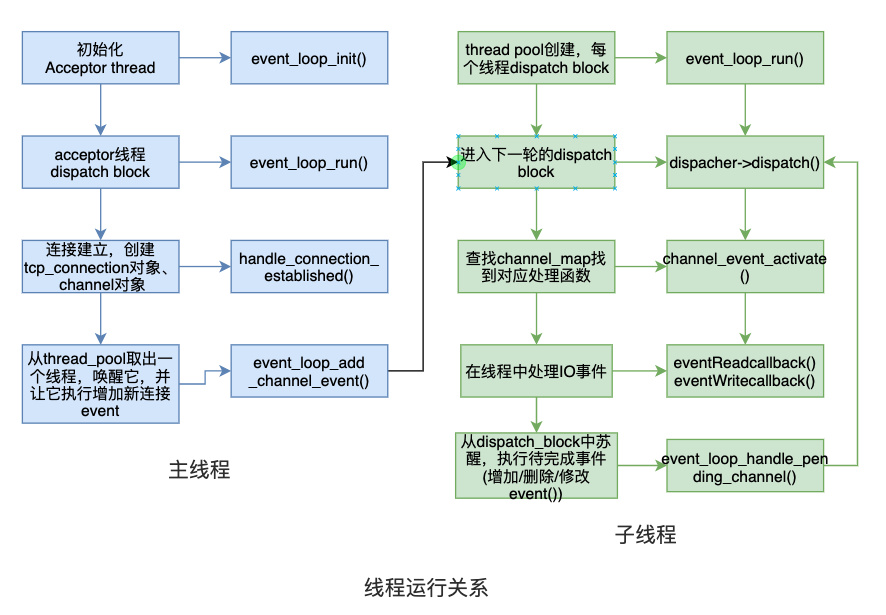 初始化
Acceptor thread
event_loop_init()
acceptor线程
dispatch block
event_loop_run()
连接建立，创建
tcp_connection对象、
channel对象
handle_connection_
established()
从thread_pool取出一
个线程，唤醒它，并
让它执行增加新连接
event
event_loop_add
_channel_event()
主线程
thread pool创建，每
个线程dispatch block
event_loop_run()
进入下一轮的dispatch
block
dispacher->dispatch()
查找channel_map找
到对应处理函数
channel_event_activate
()
在线程中处理IO事件
eventReadcallback()
eventWritecallback()
从dispatch_block中苏
醒，执行待完成事件
(增加/删除/修改
event())
event_loop_handle_pen
ding_channel()
子线程
线程运行关系